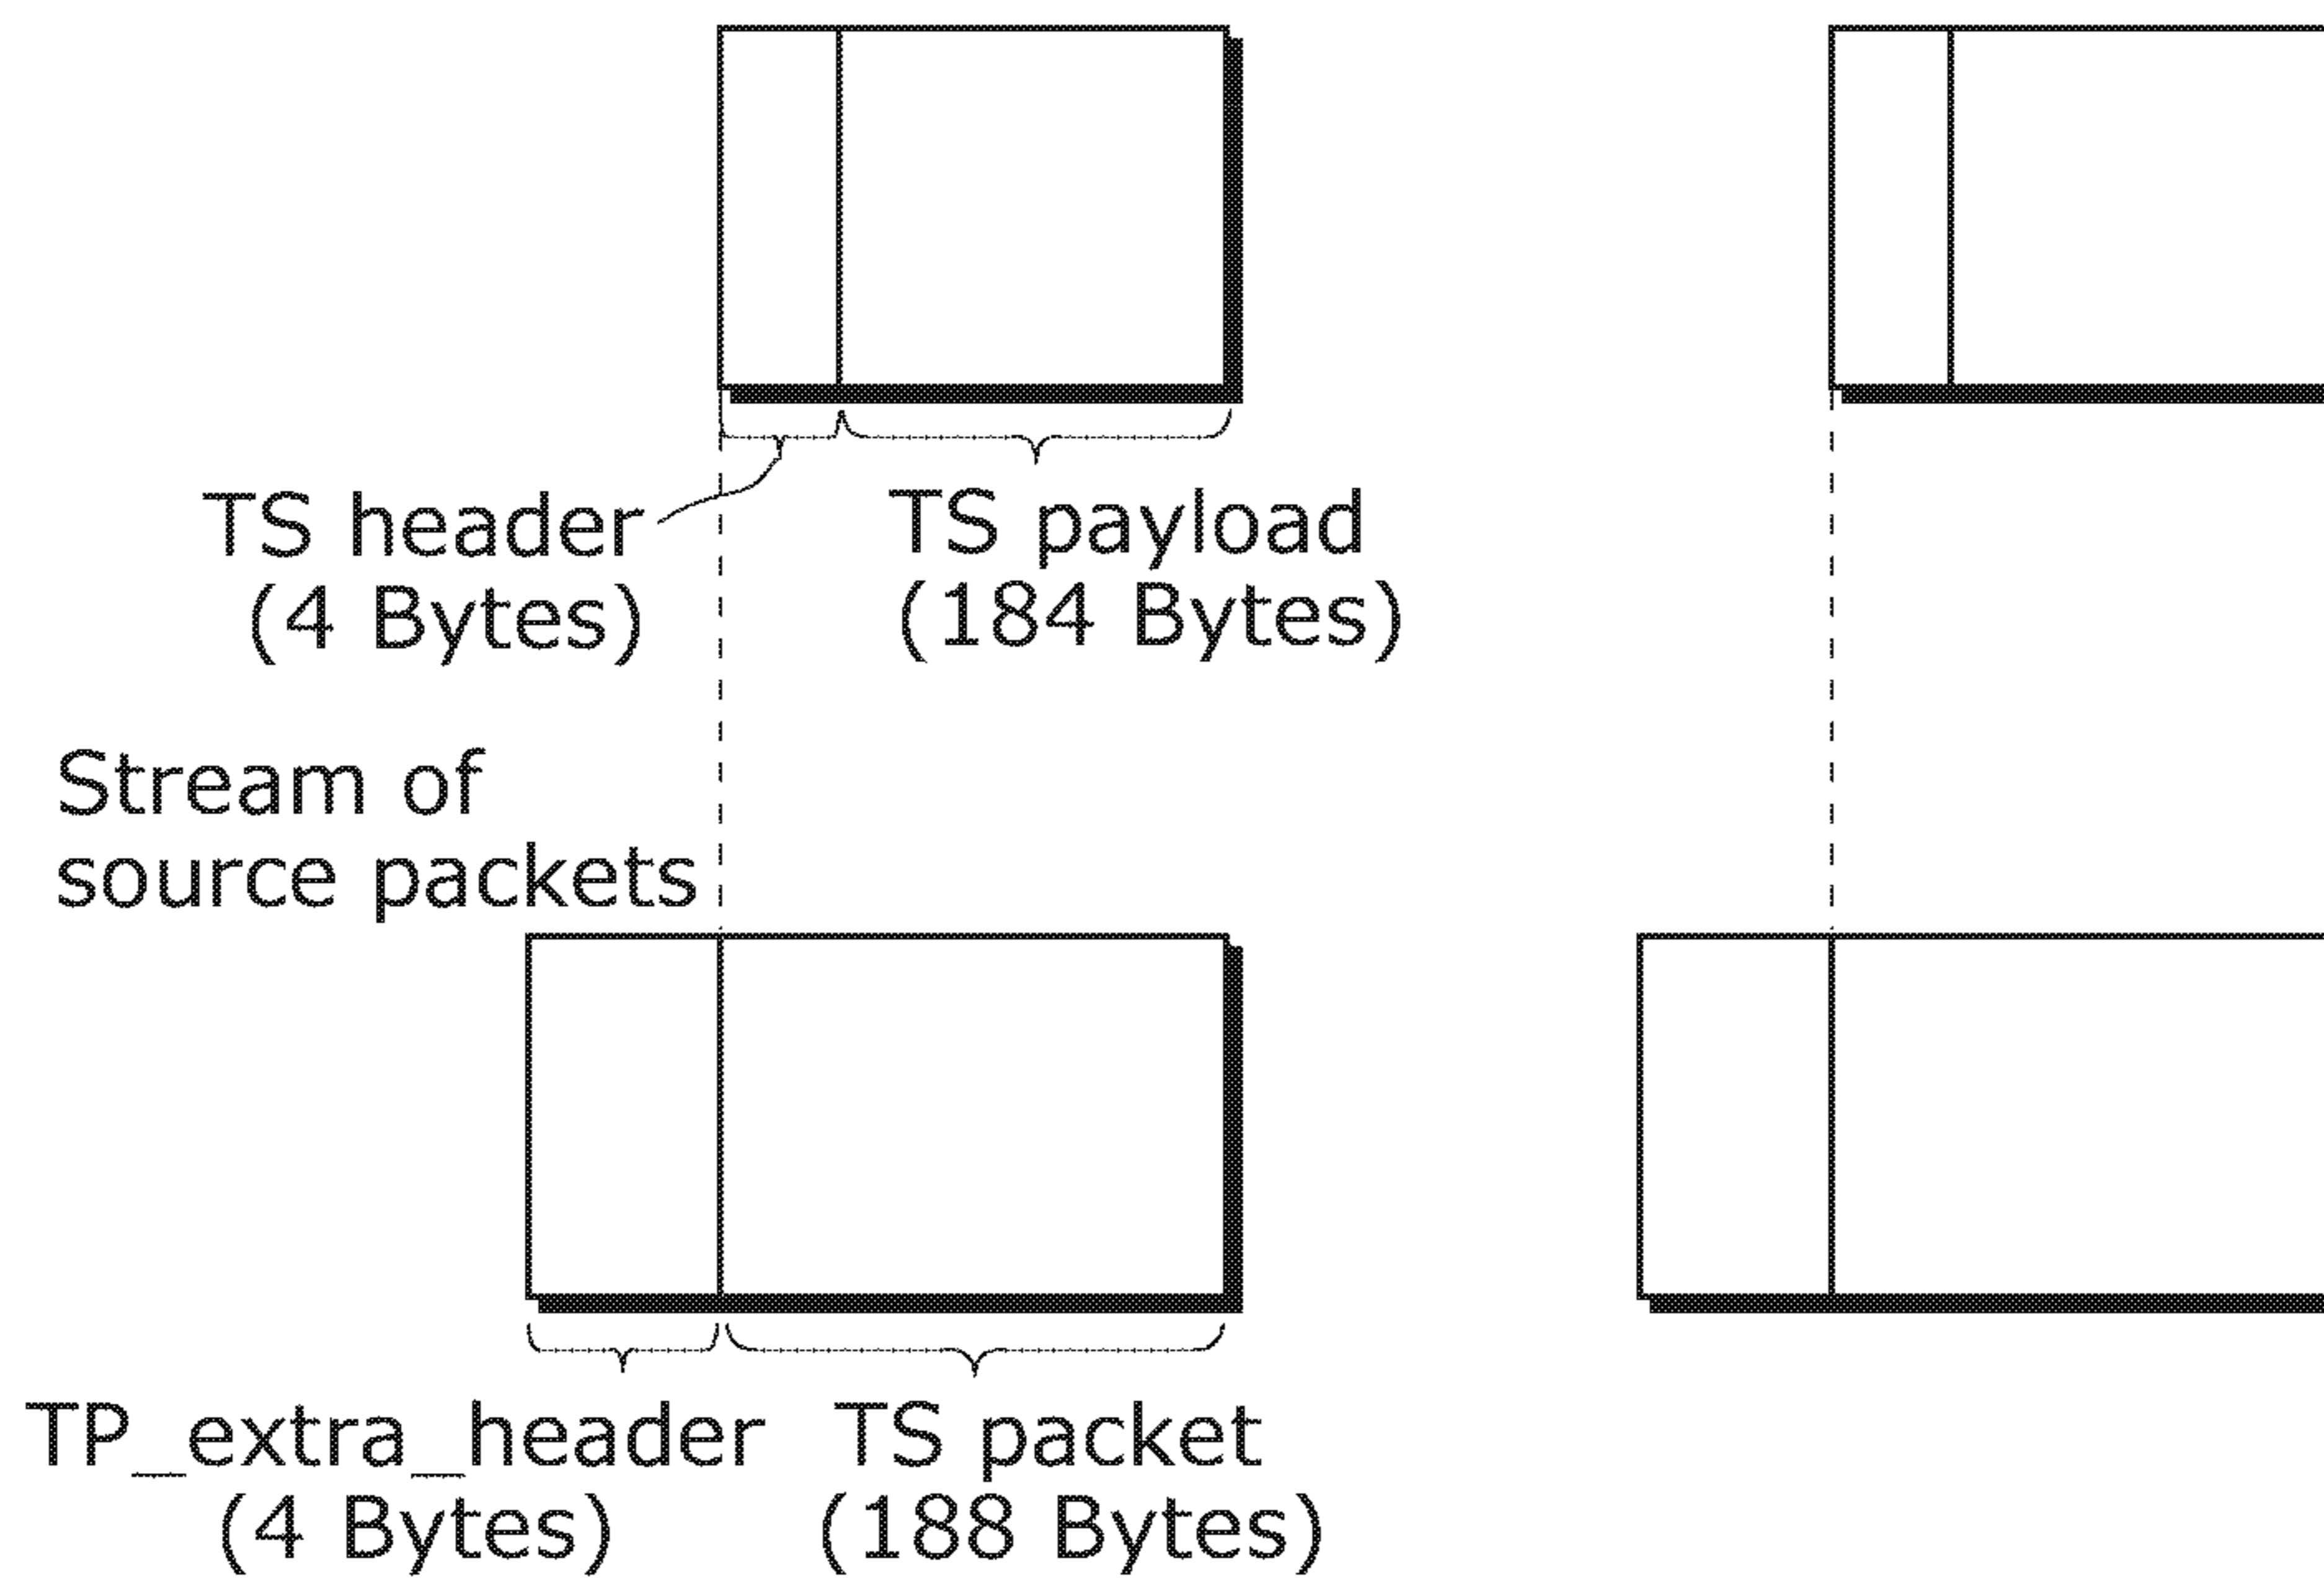 TS header
(4 Bytes)
TS payload
(184 Bytes)
Stream of
source packets
TP_extra_header
(4 Bytes)
TS packet
(188 Bytes)